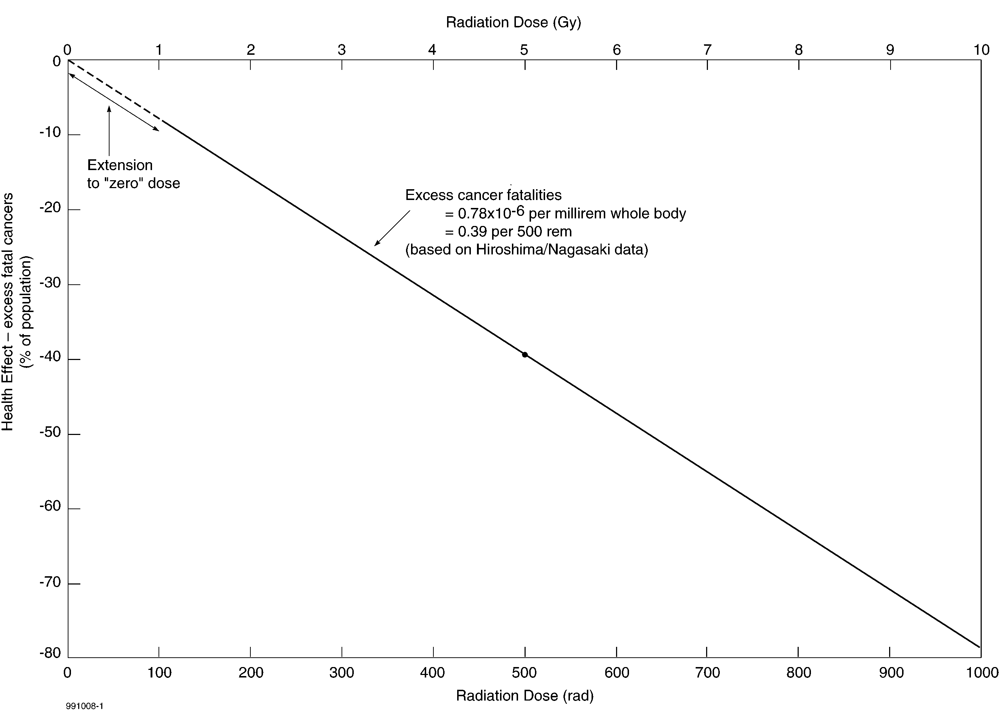 Radiation Dose (Gy)
0 1 2 3 4 5 6 7 8 9 10
0
-10
-20
-30
-40
-50
-60
-70
-80
Health Effect – excess fatal cancers
(% of population)
Extension
to "zero" dose
Excess cancer fatalities
= 0.78x10-6 per millirem whole body
= 0.39 per 500 rem
(based on Hiroshima/Nagasaki data)
0 100 200 300 400 500 600 700 800 900 1000
Radiation Dose (rad)
991008-1